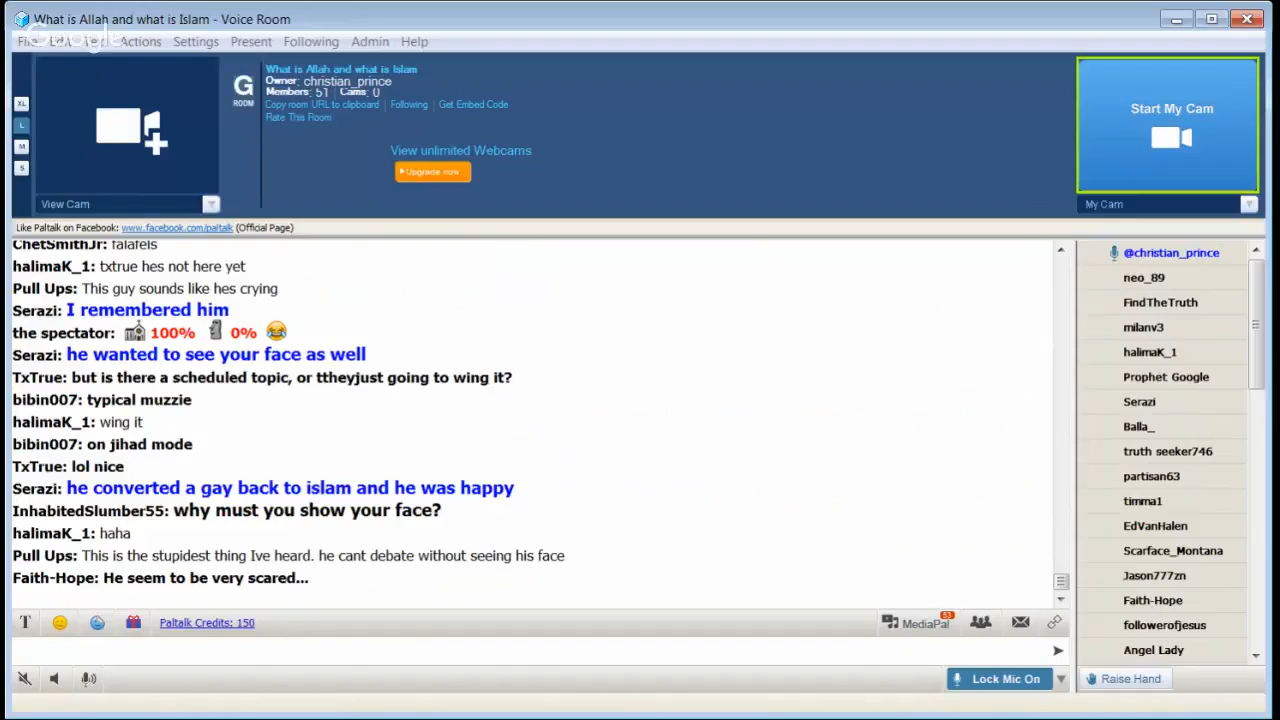 What is Allah and what is Islam - Voice Room
Google
Actions Settings Present Following Admin Help
G
ROOM
What is Allah and what is Islam
Owner: christian_prince
Members: 51 Cams: 0
Copy room URL to clipboard | Following | Get Embed Code
Rate This Room
View unlimited Webcams
Upgrade now
XL
L
M
S
View Cam
Start My Cam
My Cam
Like Paltalk on Facebook: www.facebook.com/paltalk (Official Page)
ChetSmithJr: falafels
halimaK_1: txtrue hes not here yet
Pull Ups: This guy sounds like hes crying
Serazi: I remembered him
the spectator: 100% 0%
Serazi: he wanted to see your face as well
TxTrue: but is there a scheduled topic, or ttheyjust going to wing it?
bibin007: typical muzzie
halimaK_1: wing it
bibin007: on jihad mode
TxTrue: lol nice
Serazi: he converted a gay back to islam and he was happy
InhabitedSlumber55: why must you show your face?
halimaK_1: haha
Pull Ups: This is the stupidest thing Ive heard. he cant debate without seeing his face
Faith-Hope: He seem to be very scared...
@christian_prince
neo_89
FindTheTruth
milanv3
halimaK_1
Prophet Google
Serazi
Balla_
truth seeker746
partisan63
timma1
EdVanHalen
Scarface_Montana
Jason777zn
Faith-Hope
followerofjesus
Angel Lady
T
Paltalk Credits: 150
MediaPal
53
Lock Mic On
Raise Hand